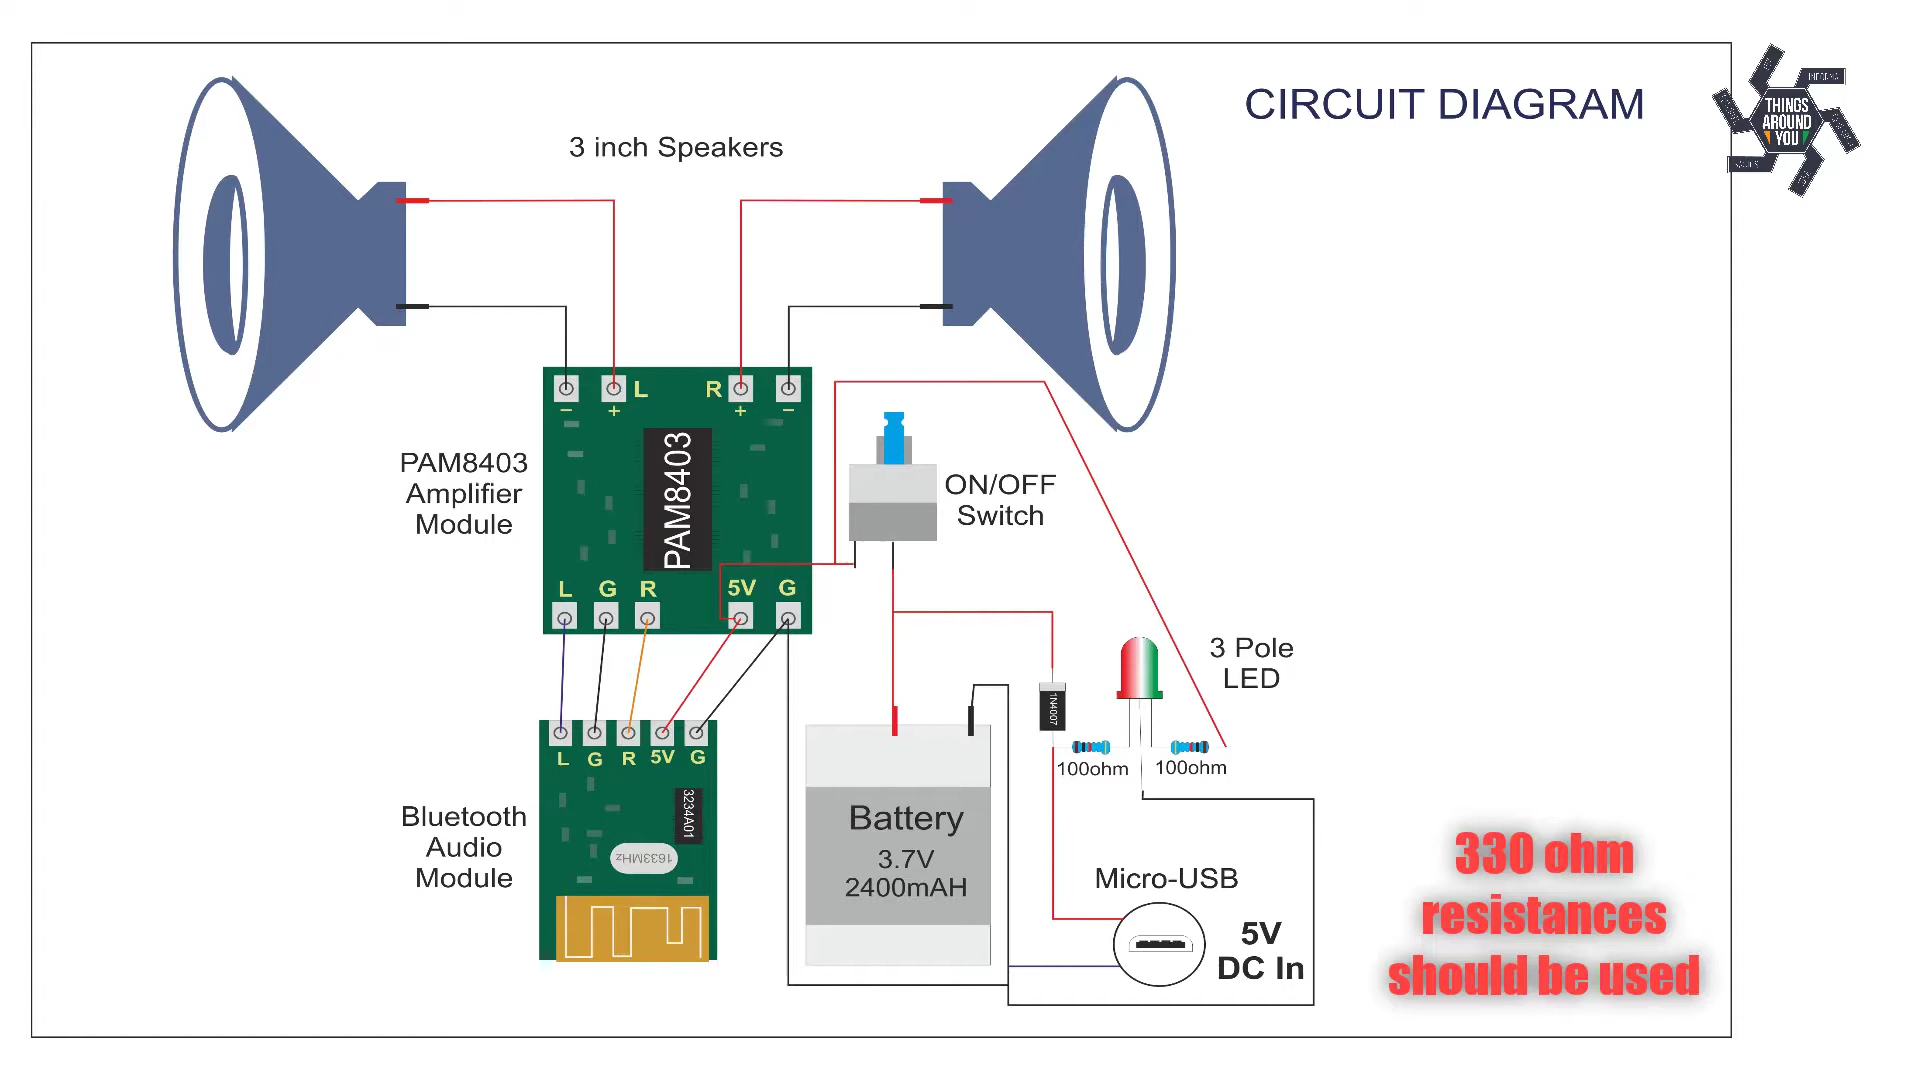 CIRCUIT DIAGRAM
THINGS
AROUND
YOU
3 inch Speakers
L
R
−
+
+
−
PAM8403
Amplifier
Module
PAM8403
ON/OFF
Switch
L
G
R
5V
G
3 Pole
LED
1N4007
100ohm
100ohm
L
G
R
5V
G
3234A01
1633MHz
Bluetooth
Audio
Module
Battery
3.7V
2400mAH
Micro-USB
5V
DC In
330 ohm
resistances
should be used